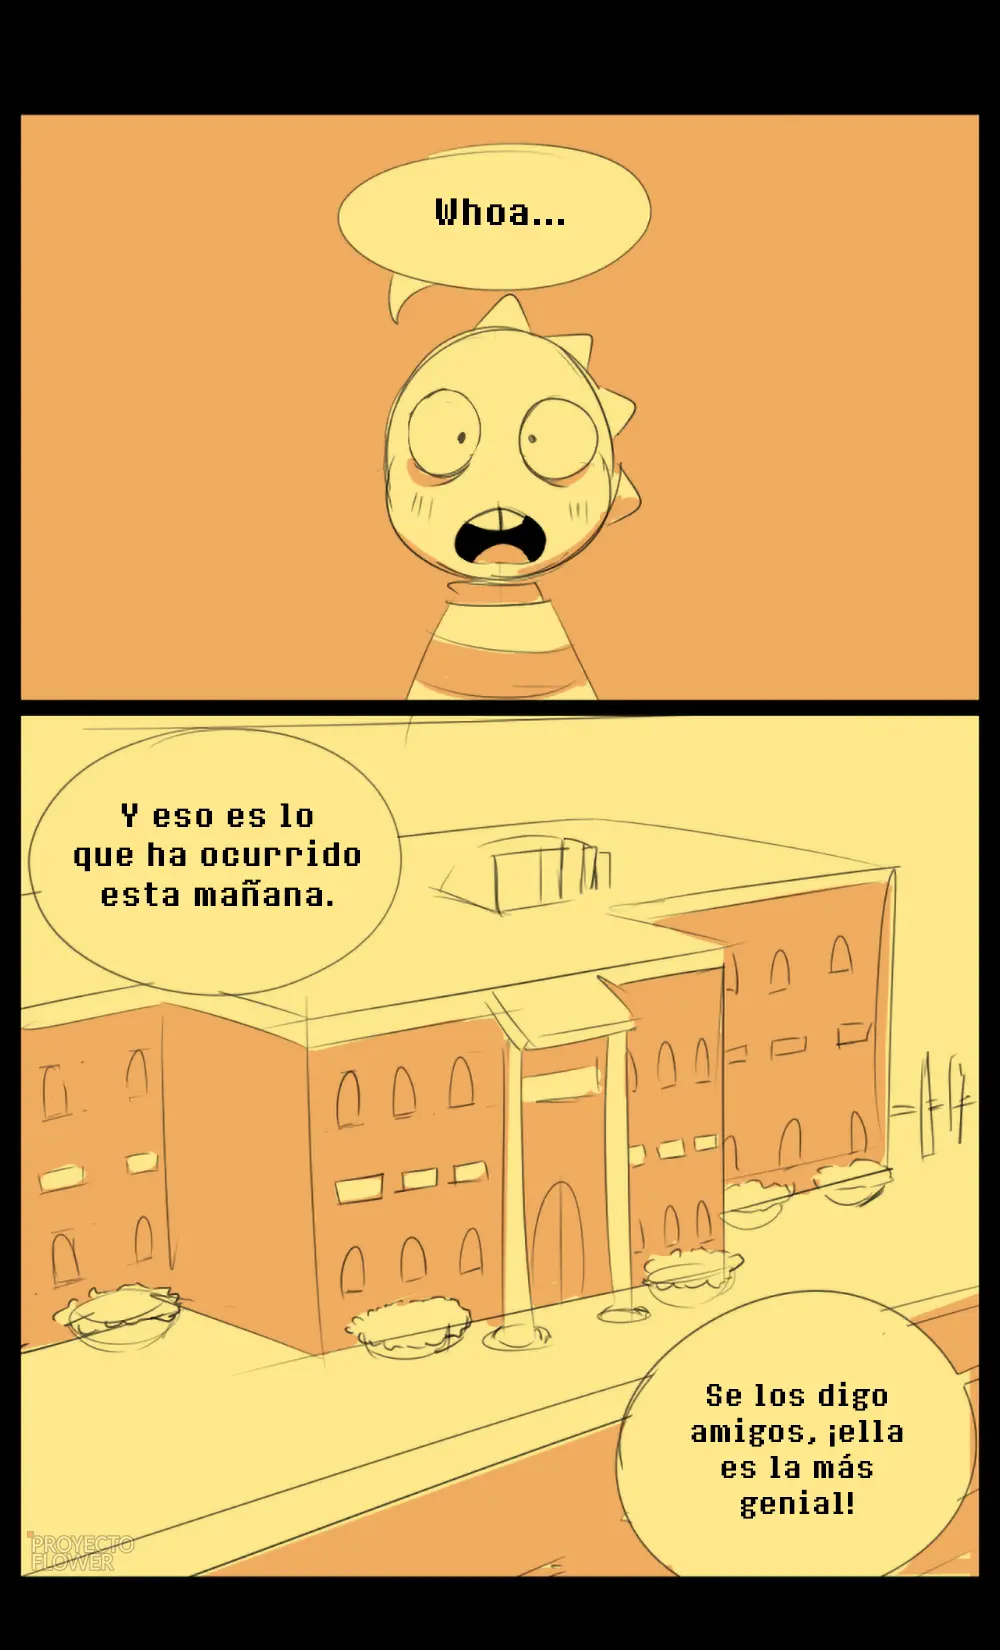 Whoa...
Y eso es lo
que ha ocurrido
esta mañana.
Se los digo
amigos, ¡ella
es la más
genial!
PROYECTO
FLOWER